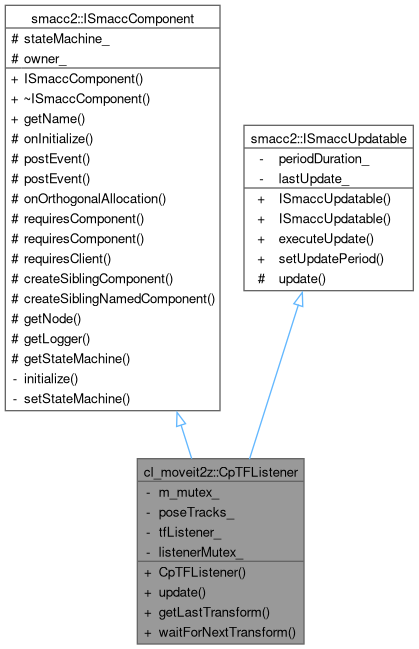 smacc2::ISmaccComponent
# stateMachine_
# owner_
+ ISmaccComponent()
+ ~ISmaccComponent()
+ getName()
# onInitialize()
# postEvent()
# postEvent()
# onOrthogonalAllocation()
# requiresComponent()
# requiresComponent()
# requiresClient()
# createSiblingComponent()
# createSiblingNamedComponent()
# getNode()
# getLogger()
# getStateMachine()
- initialize()
- setStateMachine()
smacc2::ISmaccUpdatable
- periodDuration_
- lastUpdate_
+ ISmaccUpdatable()
+ ISmaccUpdatable()
+ executeUpdate()
+ setUpdatePeriod()
# update()
cl_moveit2z::CpTFListener
- m_mutex_
- poseTracks_
- tfListener_
- listenerMutex_
+ CpTFListener()
+ update()
+ getLastTransform()
+ waitForNextTransform()